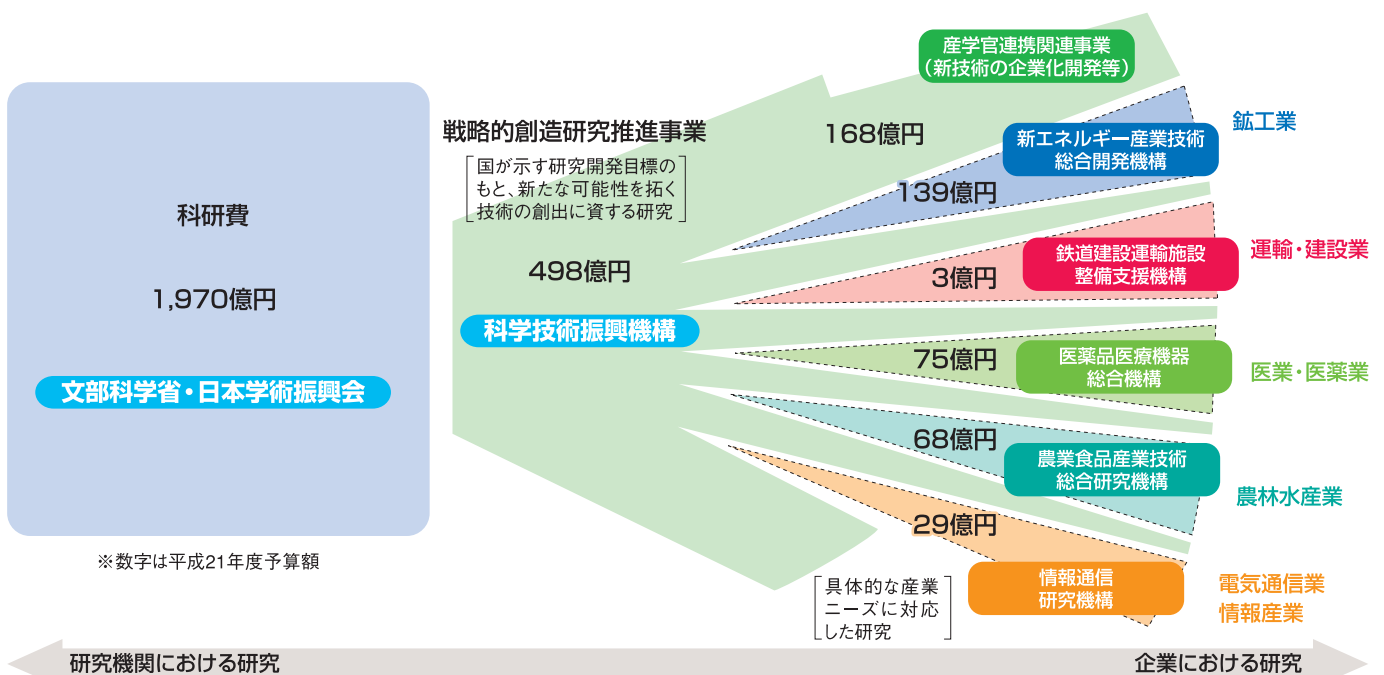 科研費
1,970億円
文部科学省・日本学術振興会
※数字は平成21年度予算額
戦略的創造研究推進事業
国が示す研究開発目標の
もと、新たな可能性を拓く
技術の創出に資する研究
498億円
科学技術振興機構
産学官連携関連事業
（新技術の企業化開発等）
168億円
新エネルギー産業技術
総合開発機構
139億円
鉱工業
鉄道建設運輸施設
整備支援機構
3億円
運輸・建設業
医薬品医療機器
総合機構
75億円
医業・医薬業
68億円
農業食品産業技術
総合研究機構
農林水産業
29億円
情報通信
研究機構
電気通信業
情報産業
具体的な産業
ニーズに対応
した研究
研究機関における研究
企業における研究